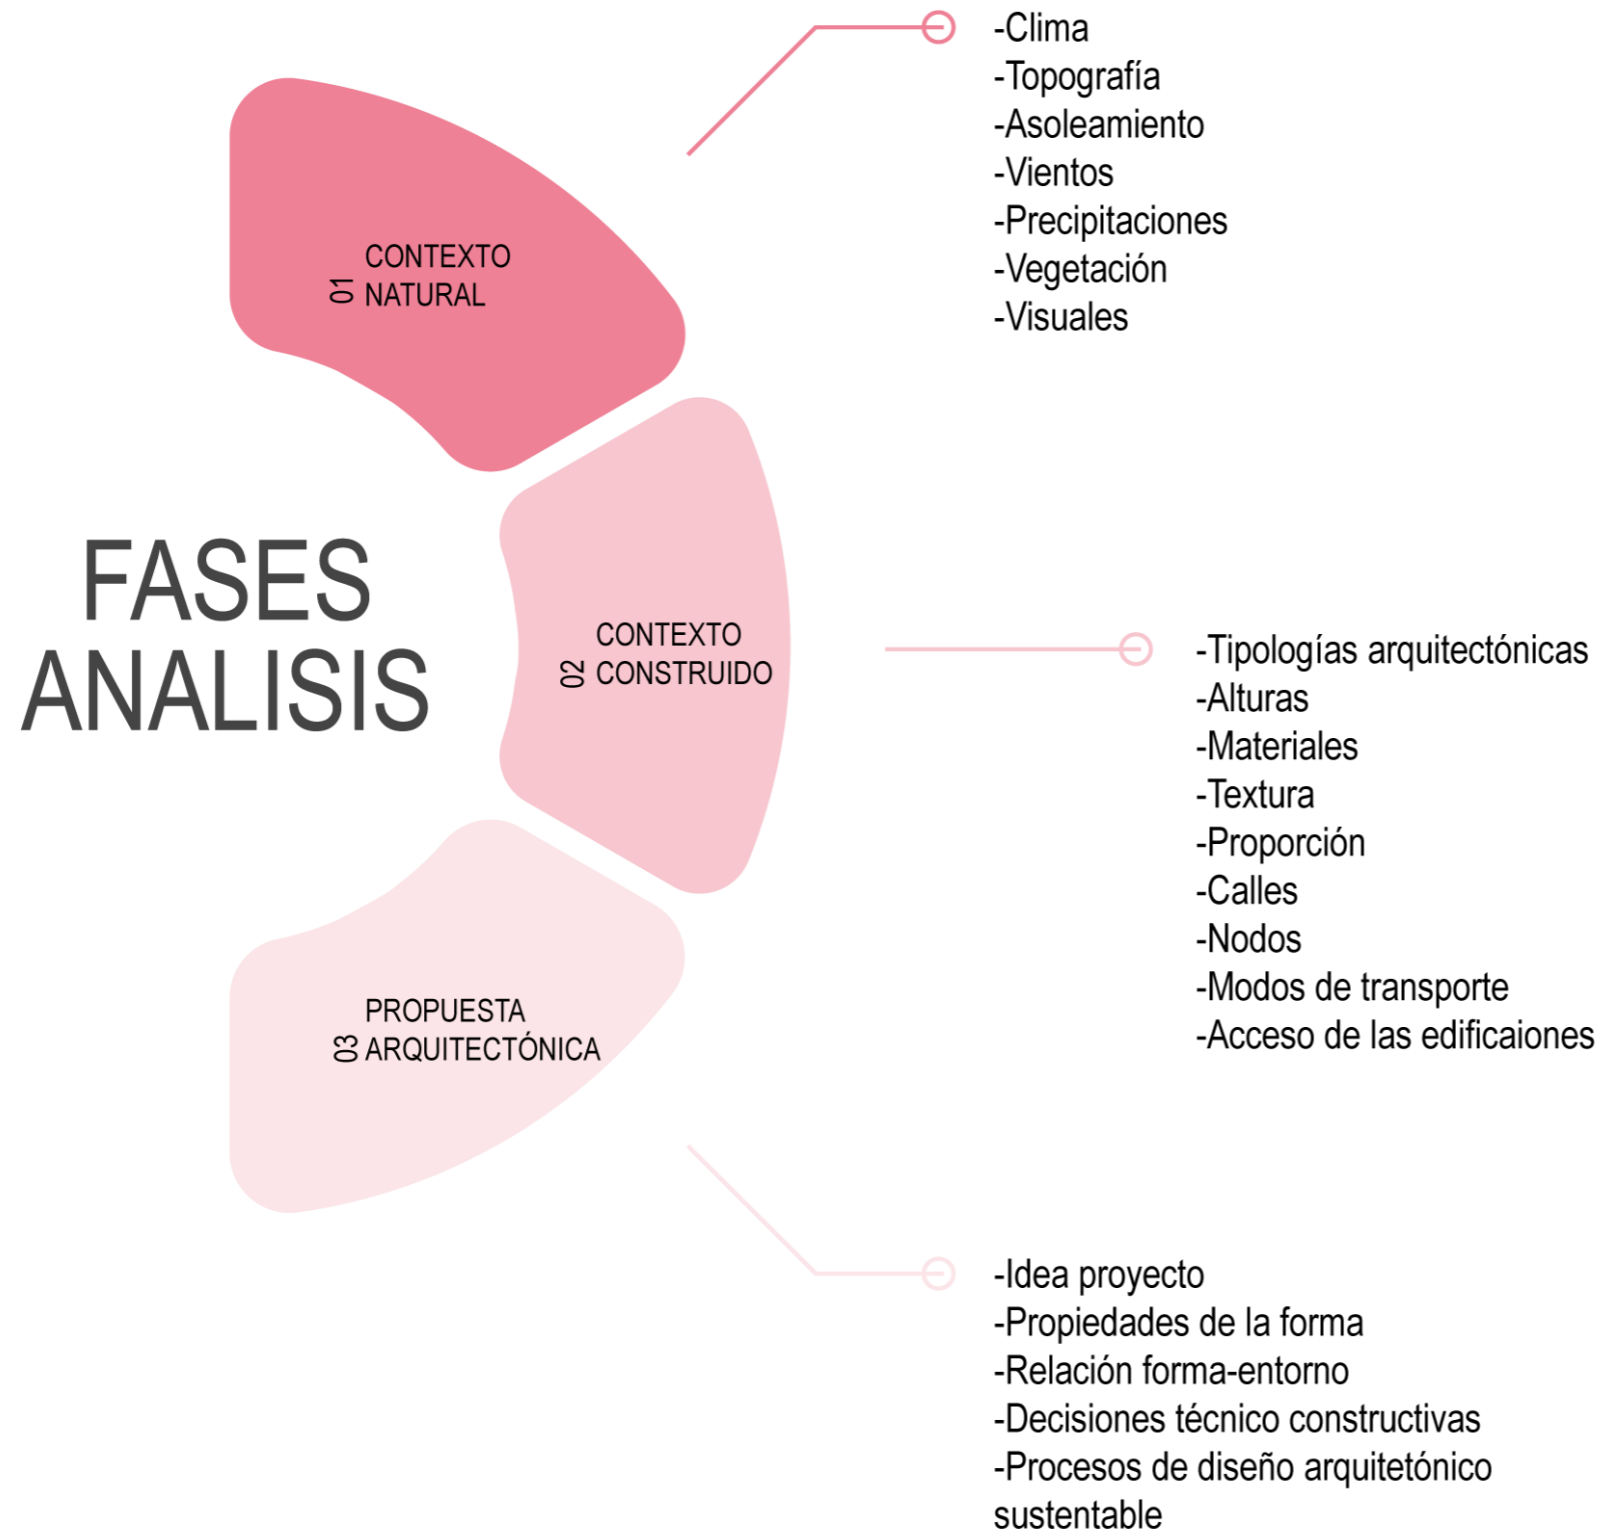 FASES
ANALISIS
01 CONTEXTO
NATURAL
-Clima
-Topografía
-Asoleamiento
-Vientos
-Precipitaciones
-Vegetación
-Visuales
02 CONTEXTO
CONSTRUIDO
-Tipologías arquitectónicas
-Alturas
-Materiales
-Textura
-Proporción
-Calles
-Nodos
-Modos de transporte
-Acceso de las edificaiones
03 PROPUESTA
ARQUITECTÓNICA
-Idea proyecto
-Propiedades de la forma
-Relación forma-entorno
-Decisiones técnico constructivas
-Procesos de diseño arquitetónico
sustentable